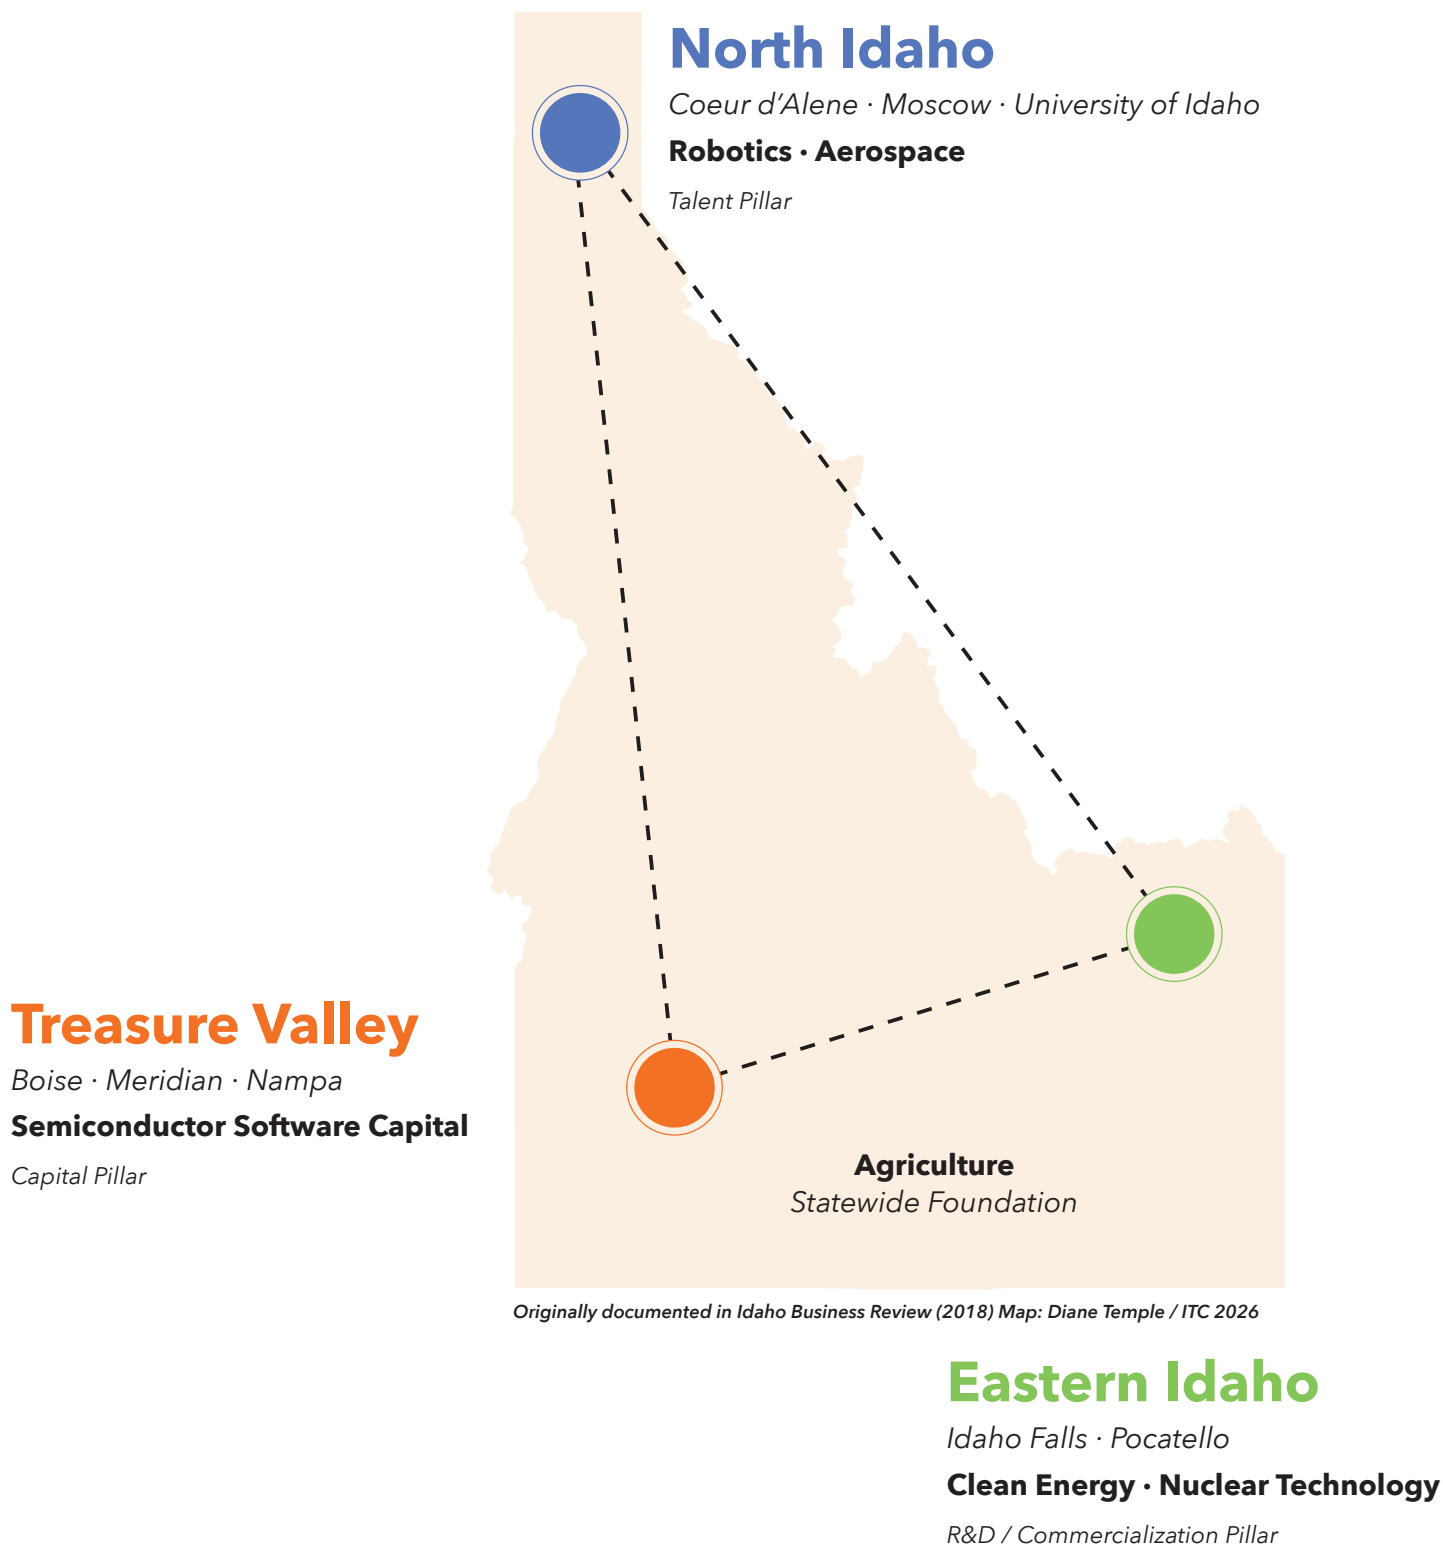 North Idaho
Coeur d’Alene · Moscow · University of Idaho
Robotics · Aerospace
Talent Pillar
Treasure Valley
Boise · Meridian · Nampa
Semiconductor Software Capital
Capital Pillar
Agriculture
Statewide Foundation
Originally documented in Idaho Business Review (2018) Map: Diane Temple / ITC 2026
Eastern Idaho
Idaho Falls · Pocatello
Clean Energy · Nuclear Technology
R&D / Commercialization Pillar